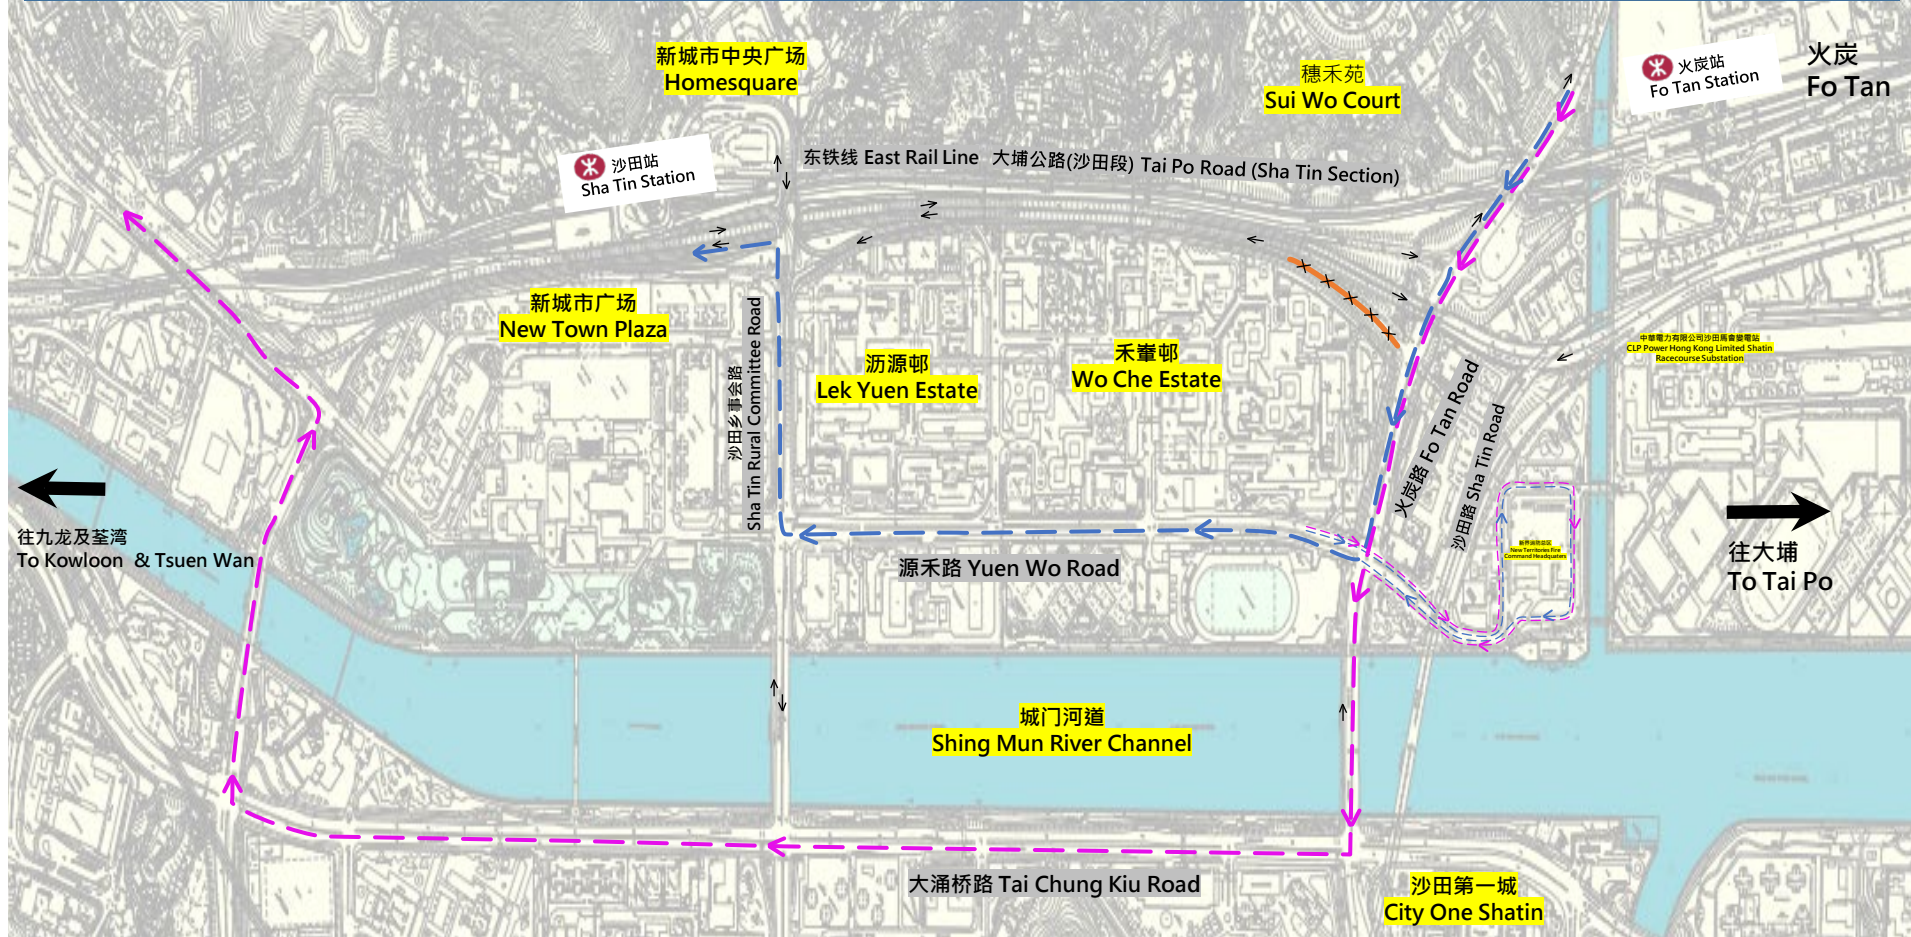 新城市中央广场
Homesquare
穗禾苑
Sui Wo Court
火炭站
Fo Tan Station
火炭
Fo Tan
沙田站
Sha Tin Station
东铁线 East Rail Line 大埔公路(沙田段) Tai Po Road (Sha Tin Section)
新城市广场
New Town Plaza
沙田乡事会路
Sha Tin Rural Committee Road
沥源邨
Lek Yuen Estate
禾輋邨
Wo Che Estate
中華電力有限公司沙田馬會變電站
CLP Power Hong Kong Limited Shatin
Racecourse Substation
火炭路 Fo Tan Road
沙田路 Sha Tin Road
往九龙及荃湾
To Kowloon & Tsuen Wan
New Territories Fire
Command Headquaters
往大埔
To Tai Po
源禾路 Yuen Wo Road
城门河道
Shing Mun River Channel
大涌桥路 Tai Chung Kiu Road
沙田第一城
City One Shatin